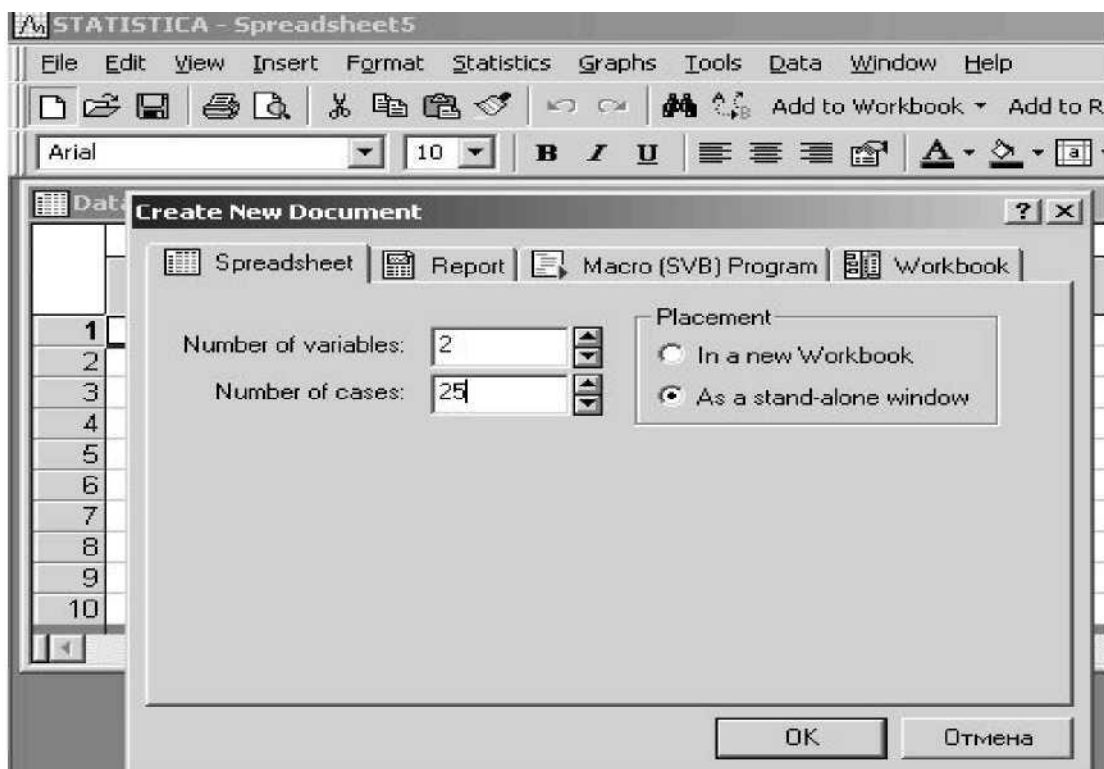 STATISTICA - Spreadsheet5
File Edit View Insert Format Statistics Graphs Tools Data Window Help
Add to Workbook Add to R
Arial 10 B I U A a
Data
Create New Document ? ×
Spreadsheet Report Macro (SVB) Program Workbook
Number of variables: 2
Number of cases: 25
Placement
In a new Workbook
As a stand-alone window
1
2
3
4
5
6
7
8
9
10
OK Отмена